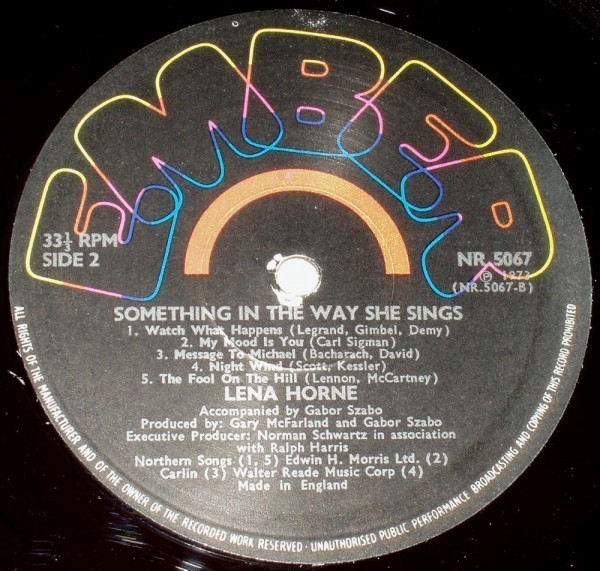 EMBER
33⅓ RPM
SIDE 2
NR. 5067
℗ 1973
(NR.5067-B)
SOMETHING IN THE WAY SHE SINGS
1. Watch What Happens (Legrand, Gimbel, Demy)
2. My Mood Is You (Carl Sigman)
3. Message To Michael (Bacharach, David)
4. Night Wind (Scott, Kessler)
5. The Fool On The Hill (Lennon, McCartney)
LENA HORNE
Accompanied by Gabor Szabo
Produced by: Gary McFarland and Gabor Szabo
Executive Producer: Norman Schwartz in association
with Ralph Harris
Northern Songs (1, 5) Edwin H. Morris Ltd. (2)
Carlin (3) Walter Reade Music Corp (4)
Made in England
ALL RIGHTS OF THE MANUFACTURER AND OF THE OWNER OF THE RECORDED WORK RESERVED · UNAUTHORISED PUBLIC PERFORMANCE BROADCASTING AND COPYING OF THIS RECORD PROHIBITED